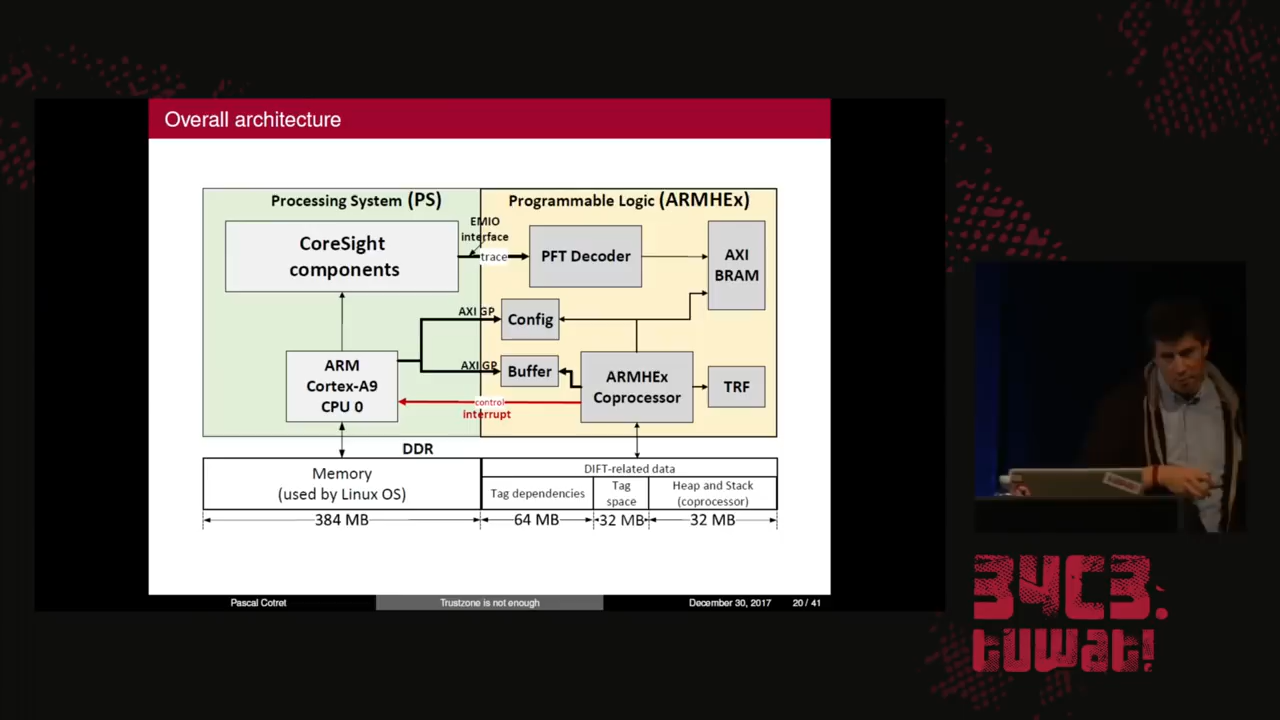 Overall architecture
Processing System (PS)
Programmable Logic (ARMHEx)
EMIO
interface
CoreSight
components
trace
PFT Decoder
AXI
BRAM
AXI GP
Config
AXI GP
Buffer
ARM
Cortex-A9
CPU 0
ARMHEx
Coprocessor
TRF
control
interrupt
DDR
Memory
(used by Linux OS)
DIFT-related data
Tag dependencies
Tag
space
Heap and Stack
(coprocessor)
384 MB
64 MB
32 MB
32 MB
Pascal Cotret
Trustzone is not enough
December 30, 2017
20 / 41
34C3.
tuwat!